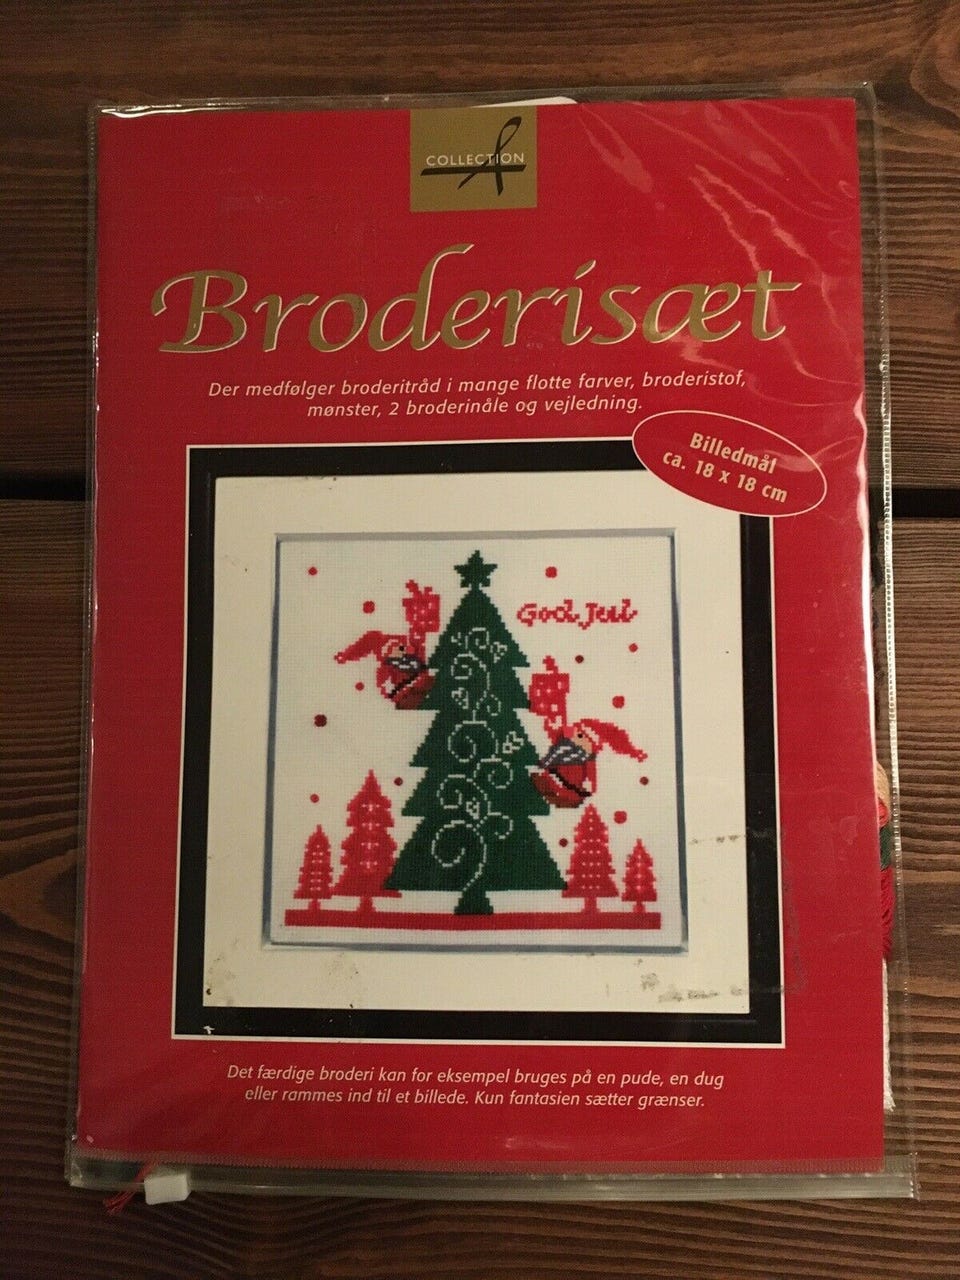 COLLECTION
A
Broderisæt
Der medfølger broderitråd i mange flotte farver, broderistof,
mønster, 2 broderinåle og vejledning.
Billedmål
ca. 18 x 18 cm
God Jul
Det færdige broderi kan for eksempel bruges på en pude, en dug
eller rammes ind til et billede. Kun fantasien sætter grænser.